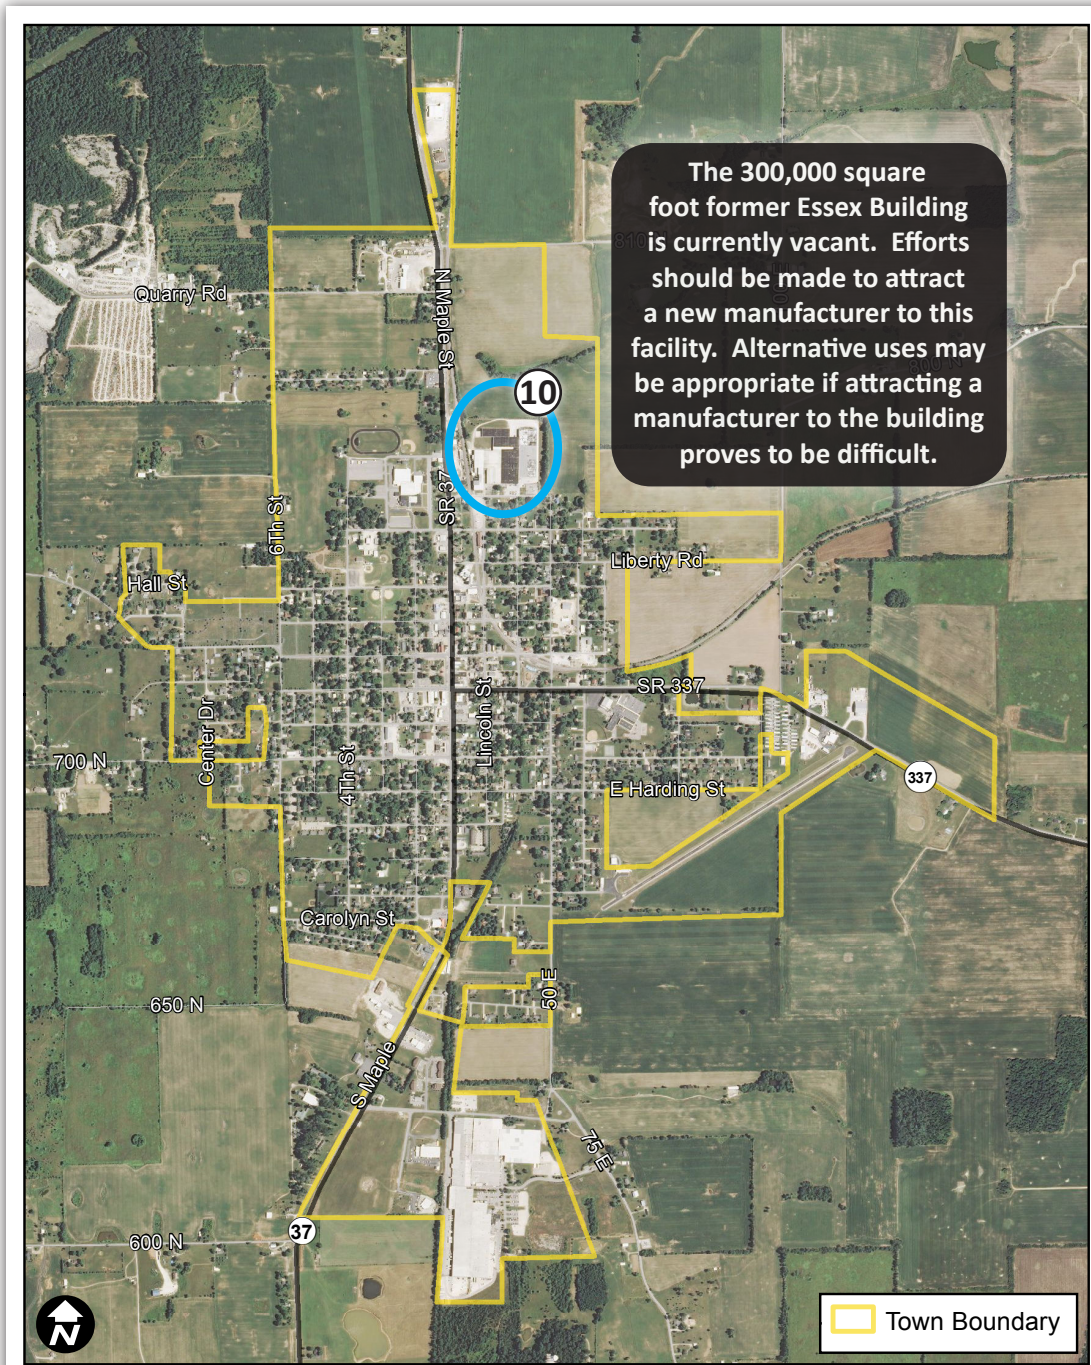 The 300,000 square
foot former Essex Building
is currently vacant.  Efforts
should be made to attract
a new manufacturer to this
facility.  Alternative uses may
be appropriate if attracting a
manufacturer to the building
proves to be difficult.
Quarry Rd
N Maple St
10
SR 37
6Th St
Liberty Rd
Hall St
SR 337
Lincoln St
Center Dr
700 N
4Th St
337
E Harding St
Carolyn St
50 E
650 N
S Maple
75 E
37
600 N
N
Town Boundary